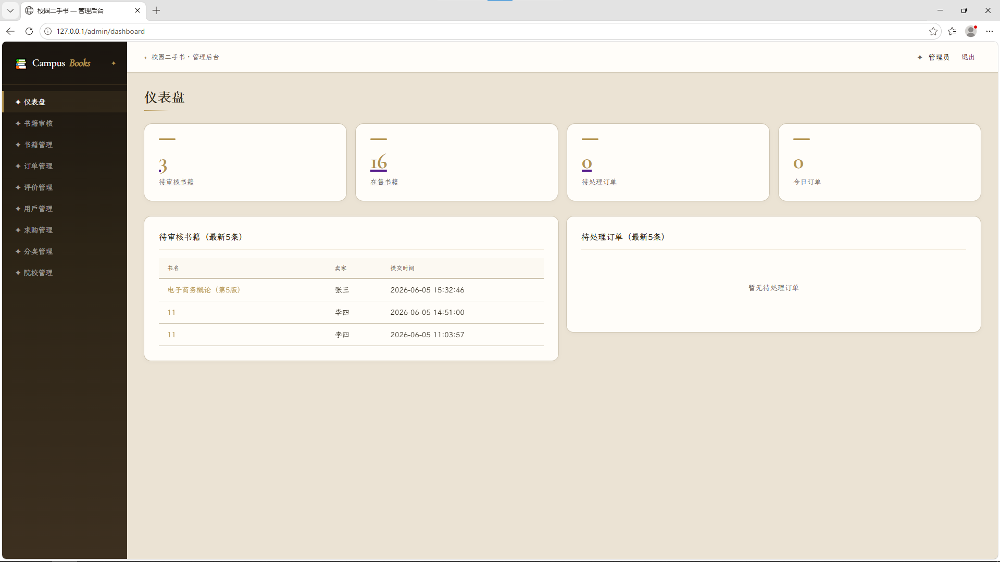 校园二手书 — 管理后台
127.0.0.1/admin/dashboard
Campus Books
校园二手书・管理后台
管理员
退出
仪表盘
书籍审核
书籍管理
订单管理
评价管理
用户管理
求购管理
分类管理
院校管理
仪表盘
3
待审核书籍
16
在售书籍
0
待处理订单
0
今日订单
待审核书籍（最新5条）
书名 卖家 提交时间
电子商务概论（第5版） 张三 2026-06-05 15:32:46
11 李四 2026-06-05 14:51:00
11 李四 2026-06-05 11:03:57
待处理订单（最新5条）
暂无待处理订单